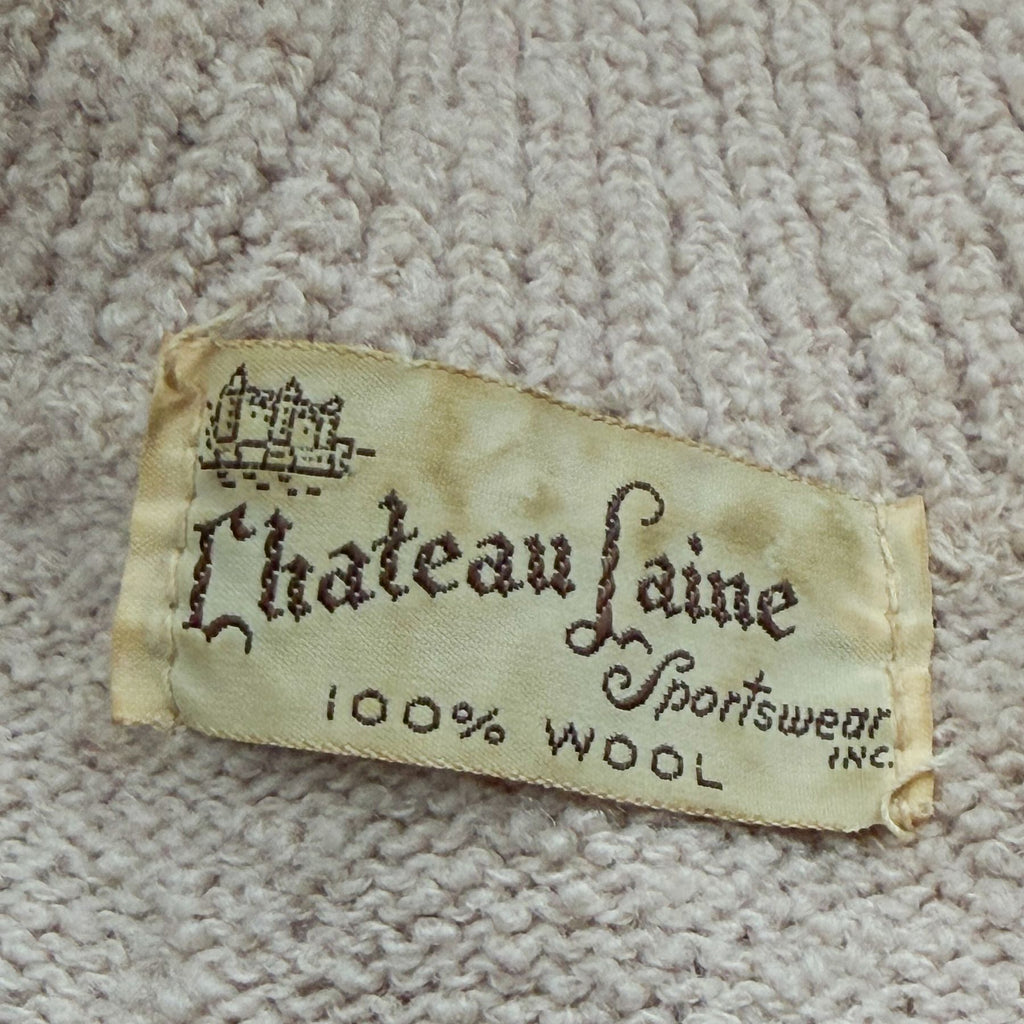 Chateau Laine
Sportswear
INC.
100% WOOL